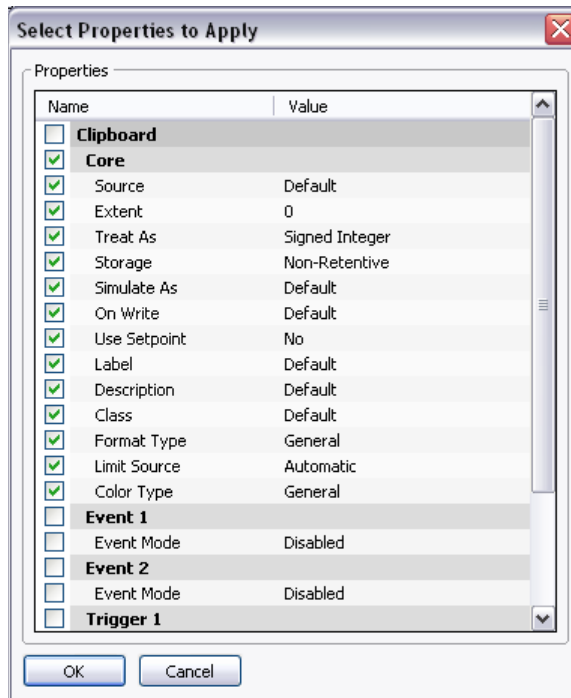 Select Properties to Apply
Properties
Name Value
Clipboard
Core
Source Default
Extent 0
Treat As Signed Integer
Storage Non-Retentive
Simulate As Default
On Write Default
Use Setpoint No
Label Default
Description Default
Class Default
Format Type General
Limit Source Automatic
Color Type General
Event 1
Event Mode Disabled
Event 2
Event Mode Disabled
Trigger 1
OK Cancel